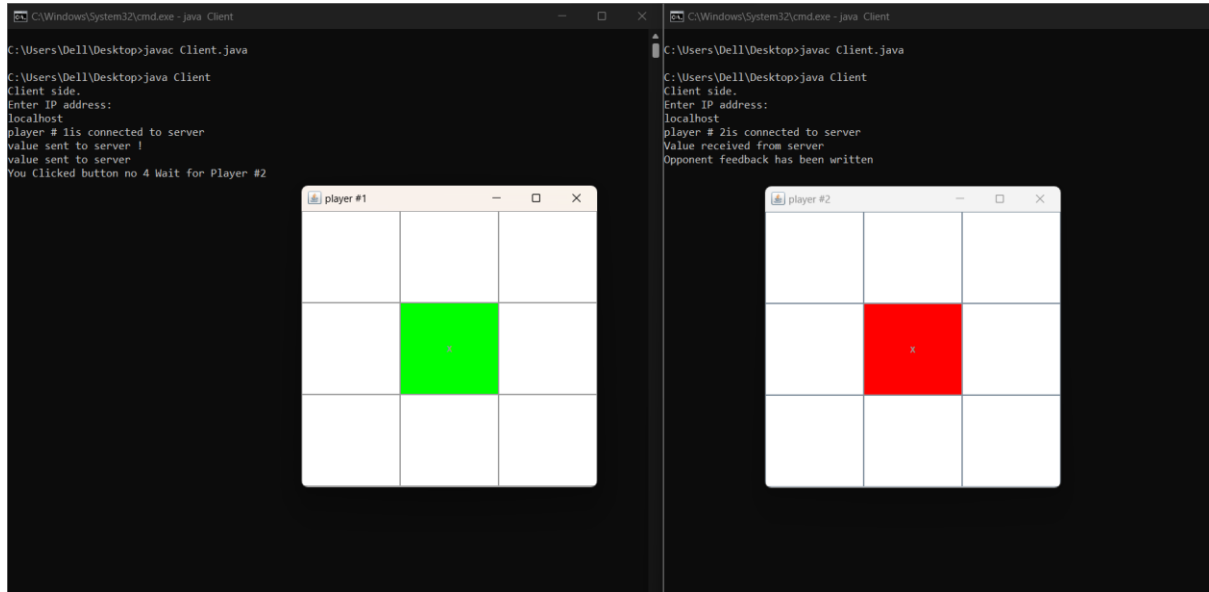 C:\Windows\System32\cmd.exe - java Client
C:\Users\Dell\Desktop>javac Client.java
C:\Users\Dell\Desktop>java Client
Client side.
Enter IP address:
localhost
player # 1is connected to server
value sent to server !
value sent to server
You Clicked button no 4 Wait for Player #2
player #1
C:\Windows\System32\cmd.exe - java Client
C:\Users\Dell\Desktop>javac Client.java
C:\Users\Dell\Desktop>java Client
Client side.
Enter IP address:
localhost
player # 2is connected to server
Value received from server
Opponent feedback has been written
player #2
X